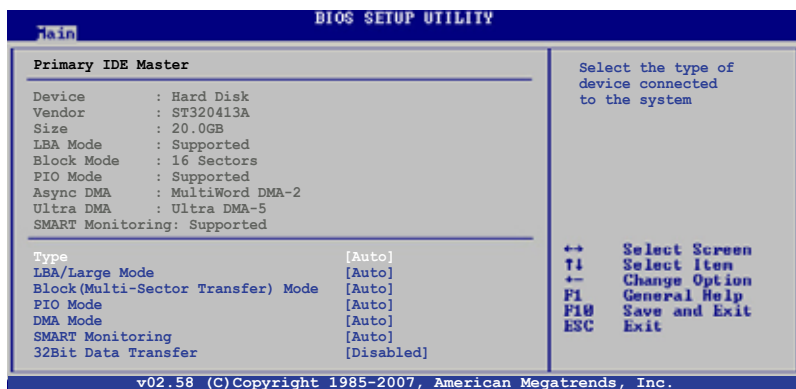 BIOS SETUP UTILITY
Main
Primary IDE Master
Device : Hard Disk
Vendor : ST320413A
Size : 20.0GB
LBA Mode : Supported
Block Mode : 16 Sectors
PIO Mode : Supported
Async DMA : MultiWord DMA-2
Ultra DMA : Ultra DMA-5
SMART Monitoring: Supported
Type [Auto]
LBA/Large Mode [Auto]
Block(Multi-Sector Transfer) Mode [Auto]
PIO Mode [Auto]
DMA Mode [Auto]
SMART Monitoring [Auto]
32Bit Data Transfer [Disabled]
Select the type of
device connected
to the system
←→ Select Screen
↑↓ Select Item
+- Change Option
F1 General Help
F10 Save and Exit
ESC Exit
v02.58 (C)Copyright 1985-2007, American Megatrends, Inc.